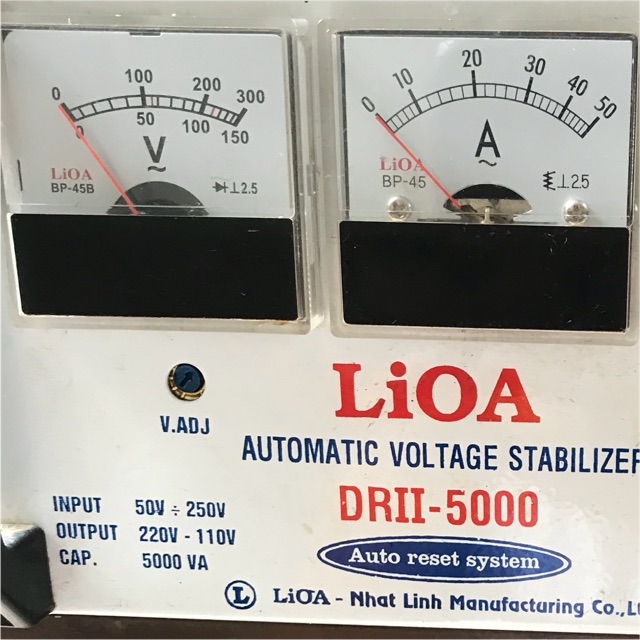 0 100 200 300
0 50 100 150
V
~
LiOA
BP-45B
⊥2.5
0 10 20 30 40 50
A
~
LiOA
BP-45
⊥2.5
V.ADJ
LiOA
AUTOMATIC VOLTAGE STABILIZER
DRII-5000
INPUT 50V ÷ 250V
OUTPUT 220V - 110V
CAP. 5000 VA
Auto reset system
L LiOA - Nhat Linh Manufacturing Co.,Lt